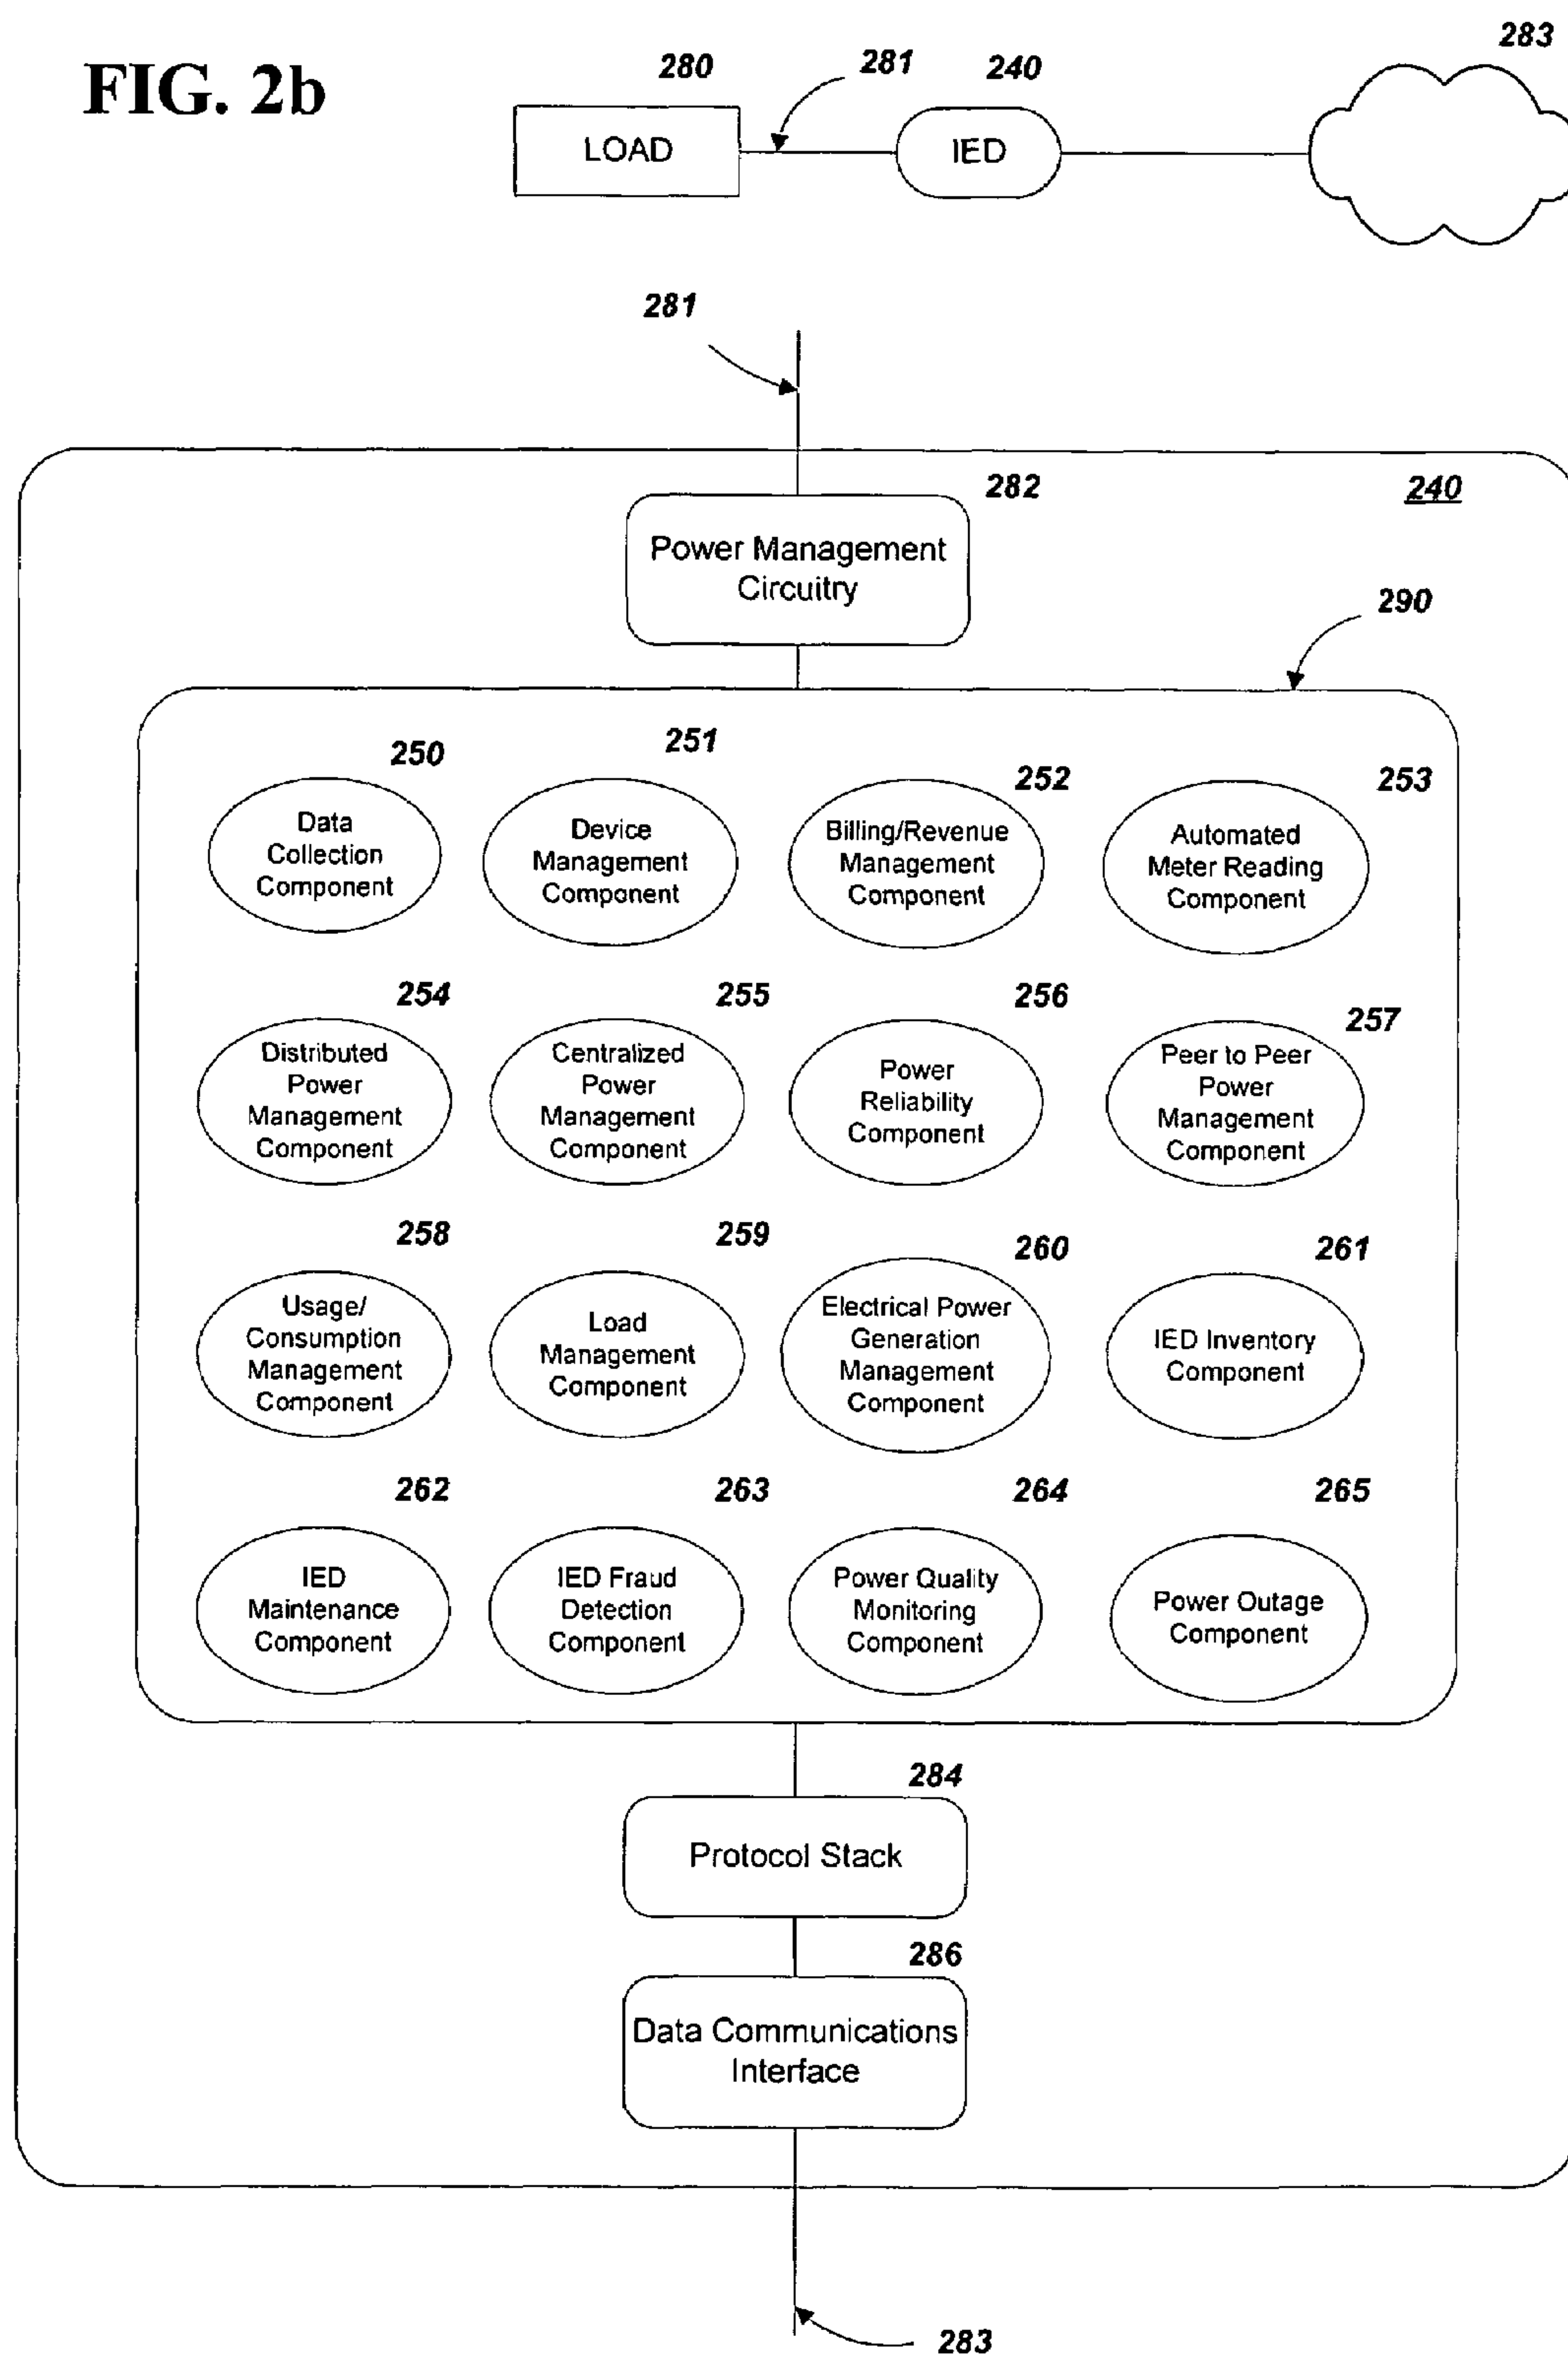 283
FIG. 2b
280
281
240
LOAD
IED
281
282
240
Power Management
Circuitry
290
250
251
252
253
Data
Collection
Component
Device
Management
Component
Billing/Revenue
Management
Component
Automated
Meter Reading
Component
254
255
256
257
Distributed
Power
Management
Component
Centralized
Power
Management
Component
Power
Reliability
Component
Peer to Peer
Power
Management
Component
258
259
260
261
Usage/
Consumption
Management
Component
Load
Management
Component
Electrical Power
Generation
Management
Component
IED Inventory
Component
262
263
264
265
IED
Maintenance
Component
IED Fraud
Detection
Component
Power Quality
Monitoring
Component
Power Outage
Component
284
Protocol Stack
286
Data Communications
Interface
283